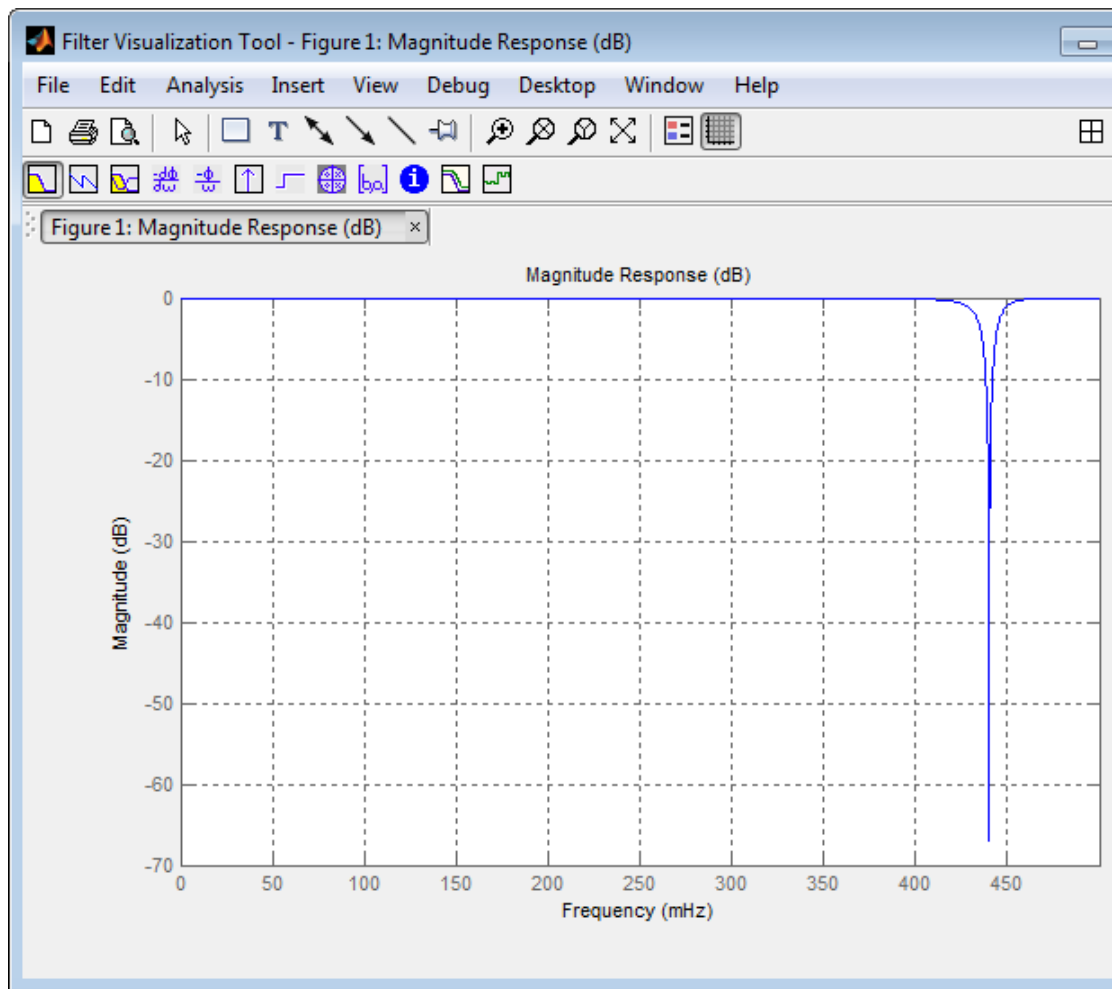 Filter Visualization Tool - Figure 1: Magnitude Response (dB)
File Edit Analysis Insert View Debug Desktop Window Help
T
[b,a]
i
Figure 1: Magnitude Response (dB) ×
Magnitude Response (dB)
0
-10
-20
-30
-40
-50
-60
-70
Magnitude (dB)
0 50 100 150 200 250 300 350 400 450
Frequency (mHz)